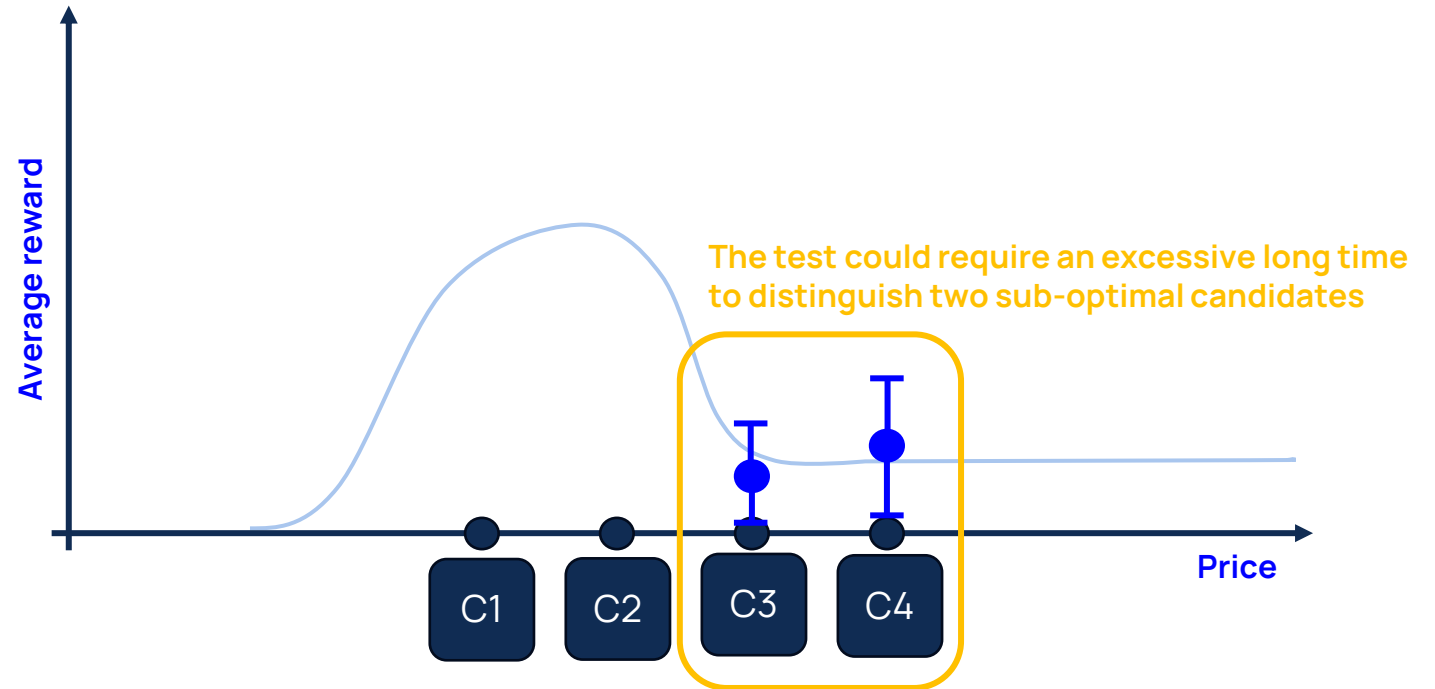 Average reward
The test could require an excessive long time
to distinguish two sub-optimal candidates
Price
C1
C2
C3
C4